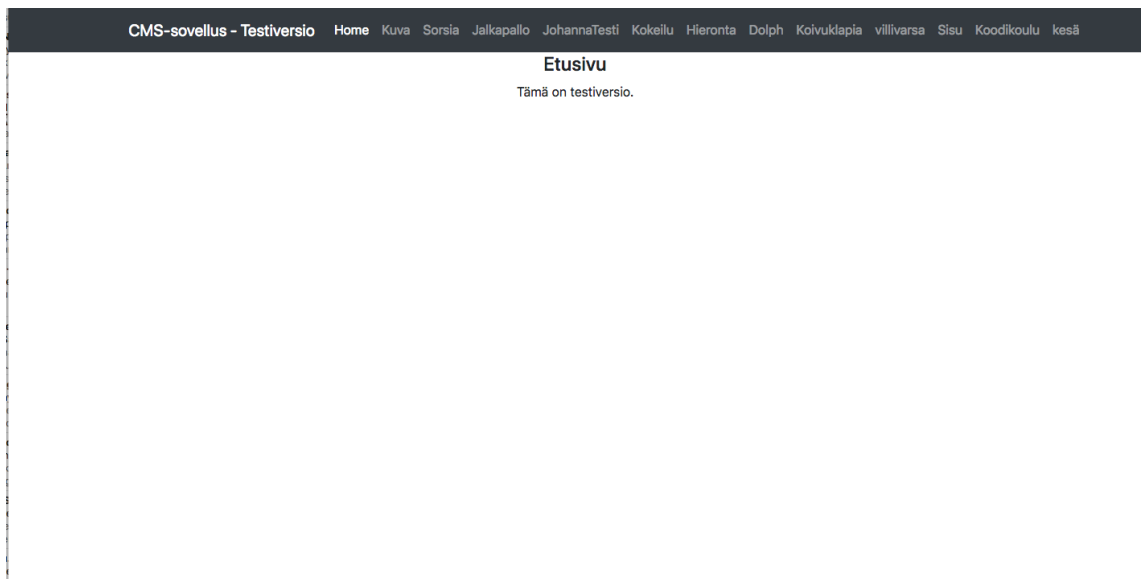 CMS-sovellus - Testiversio Home Kuva Sorsia Jalkapallo JohannaTesti Kokeilu Hieronta Dolph Koivuklapia villivarsa Sisu Koodikoulu kesä
Etusivu
Tämä on testiversio.